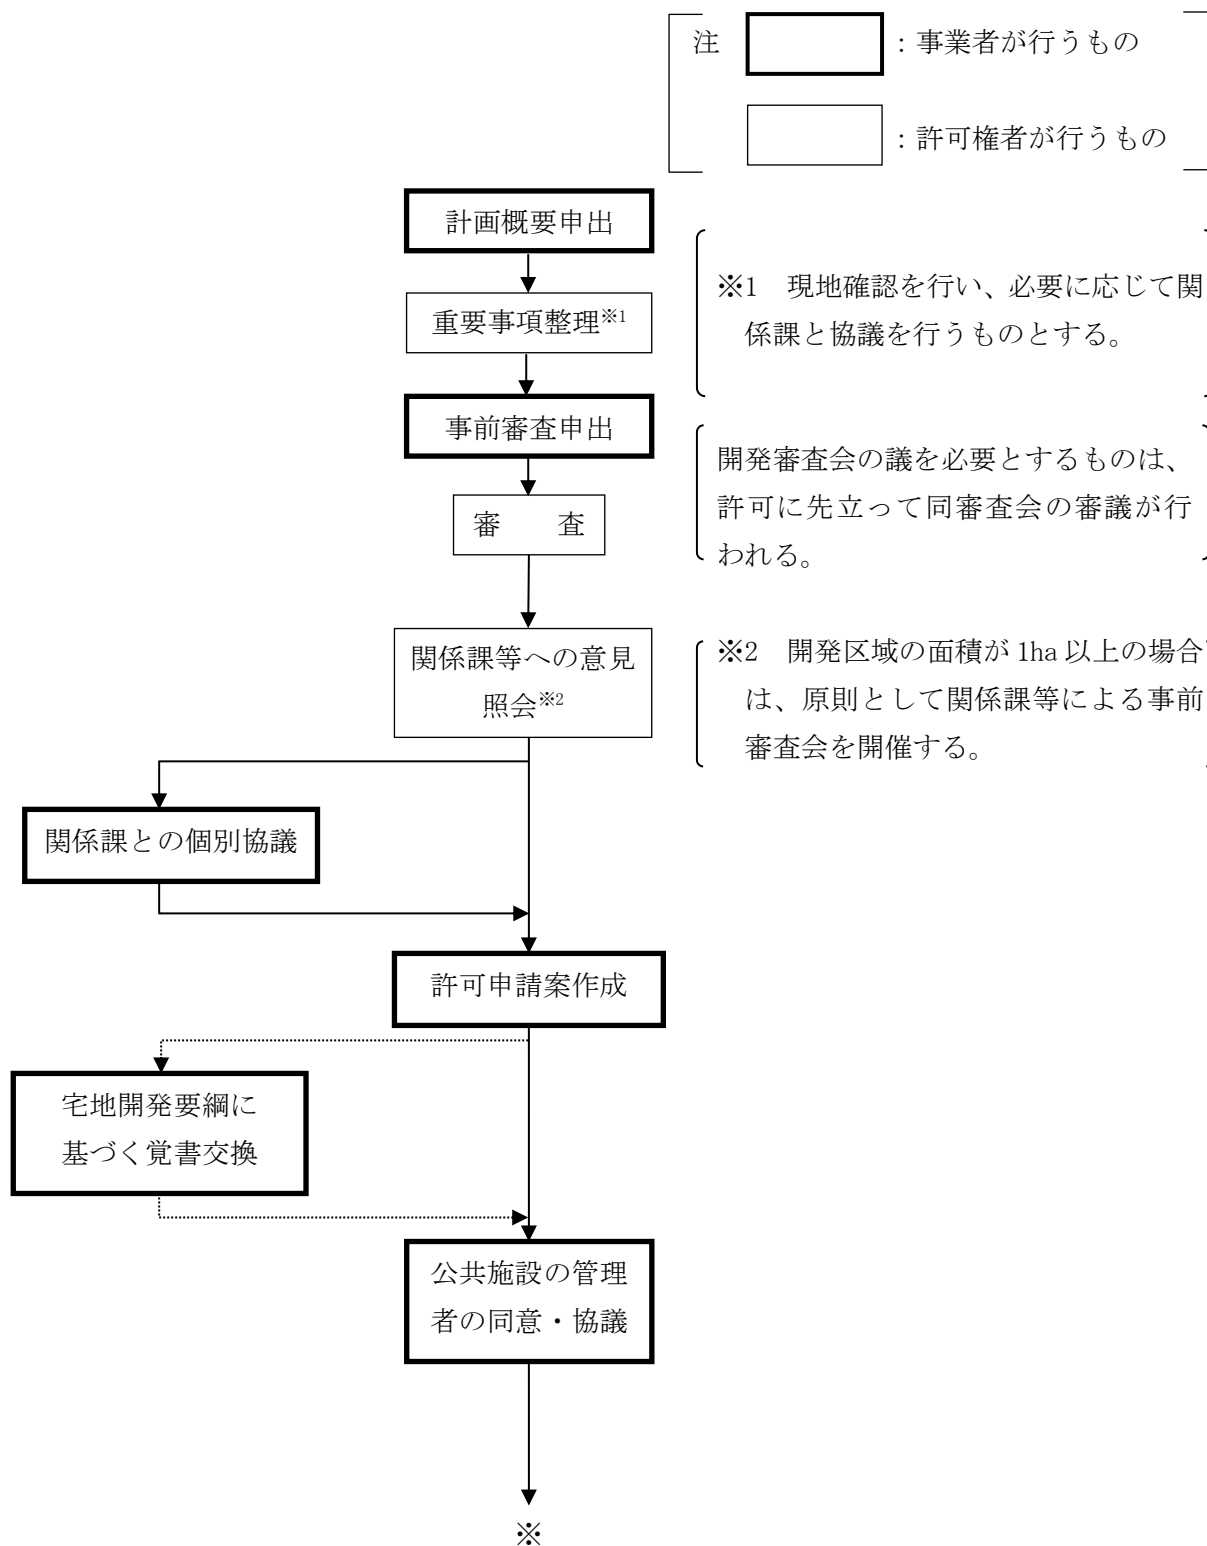 注 ：事業者が行うもの
：許可権者が行うもの
計画概要申出
※1 現地確認を行い、必要に応じて関
係課と協議を行うものとする。
重要事項整理※1
事前審査申出
開発審査会の議を必要とするものは、
許可に先立って同審査会の審議が行
われる。
審　　査
関係課等への意見
照会※2
※2 開発区域の面積が 1ha 以上の場合
は、原則として関係課等による事前
審査会を開催する。
関係課との個別協議
許可申請案作成
宅地開発要綱に
基づく覚書交換
公共施設の管理
者の同意・協議
※